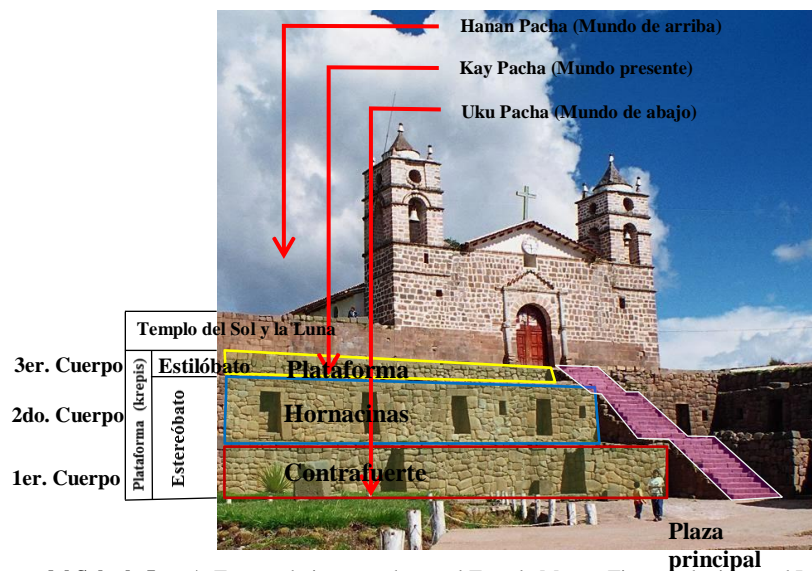 Hanan Pacha (Mundo de arriba)
Kay Pacha (Mundo presente)
Uku Pacha (Mundo de abajo)
Templo del Sol y la Luna
3er. Cuerpo
Estilóbato
Plataforma
2do. Cuerpo
Plataforma (krepis)
Estereóbato
Hornacinas
1er. Cuerpo
Contrafuerte
Plaza
principal